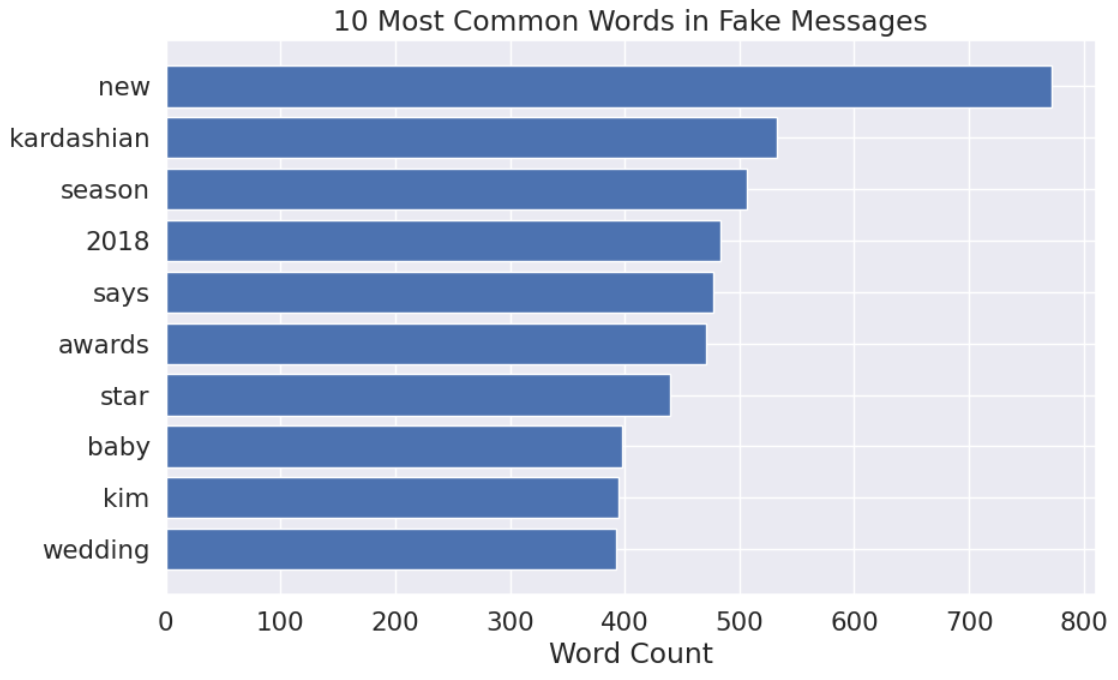 10 Most Common Words in Fake Messages
new
kardashian
season
2018
says
awards
star
baby
kim
wedding
0 100 200 300 400 500 600 700 800
Word Count